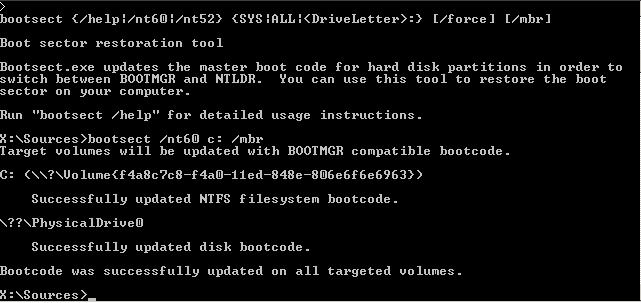 >
bootsect {/help|/nt60|/nt52} {SYS|ALL|<DriveLetter>:} [/force] [/mbr]
Boot sector restoration tool
Bootsect.exe updates the master boot code for hard disk partitions in order to
switch between BOOTMGR and NTLDR.  You can use this tool to restore the boot
sector on your computer.
Run "bootsect /help" for detailed usage instructions.
X:\Sources>bootsect /nt60 c: /mbr
Target volumes will be updated with BOOTMGR compatible bootcode.
C: (\\?\Volume{f4a8c7c8-f4a0-11ed-848e-806e6f6e6963})
    Successfully updated NTFS filesystem bootcode.
\??\PhysicalDrive0
    Successfully updated disk bootcode.
Bootcode was successfully updated on all targeted volumes.
X:\Sources>_